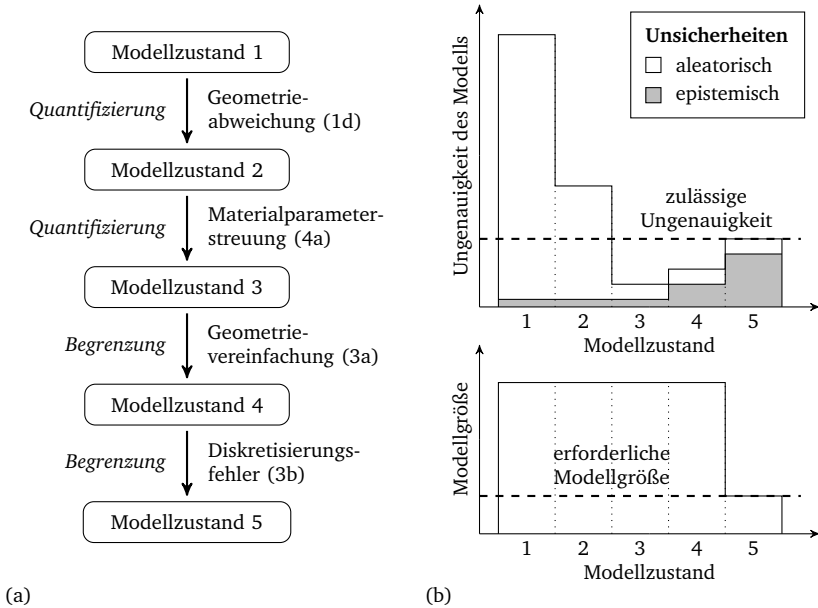 Modellzustand 1
Quantifizierung
Geometrie-
abweichung (1d)
Modellzustand 2
Quantifizierung
Materialparameter-
streuung (4a)
Modellzustand 3
Begrenzung
Geometrie-
vereinfachung (3a)
Modellzustand 4
Begrenzung
Diskretisierungs-
fehler (3b)
Modellzustand 5
(a)
Ungenauigkeit des Modells
Unsicherheiten
aleatorisch
epistemisch
zulässige
Ungenauigkeit
1 2 3 4 5
Modellzustand
Modellgröße
erforderliche
Modellgröße
1 2 3 4 5
Modellzustand
(b)